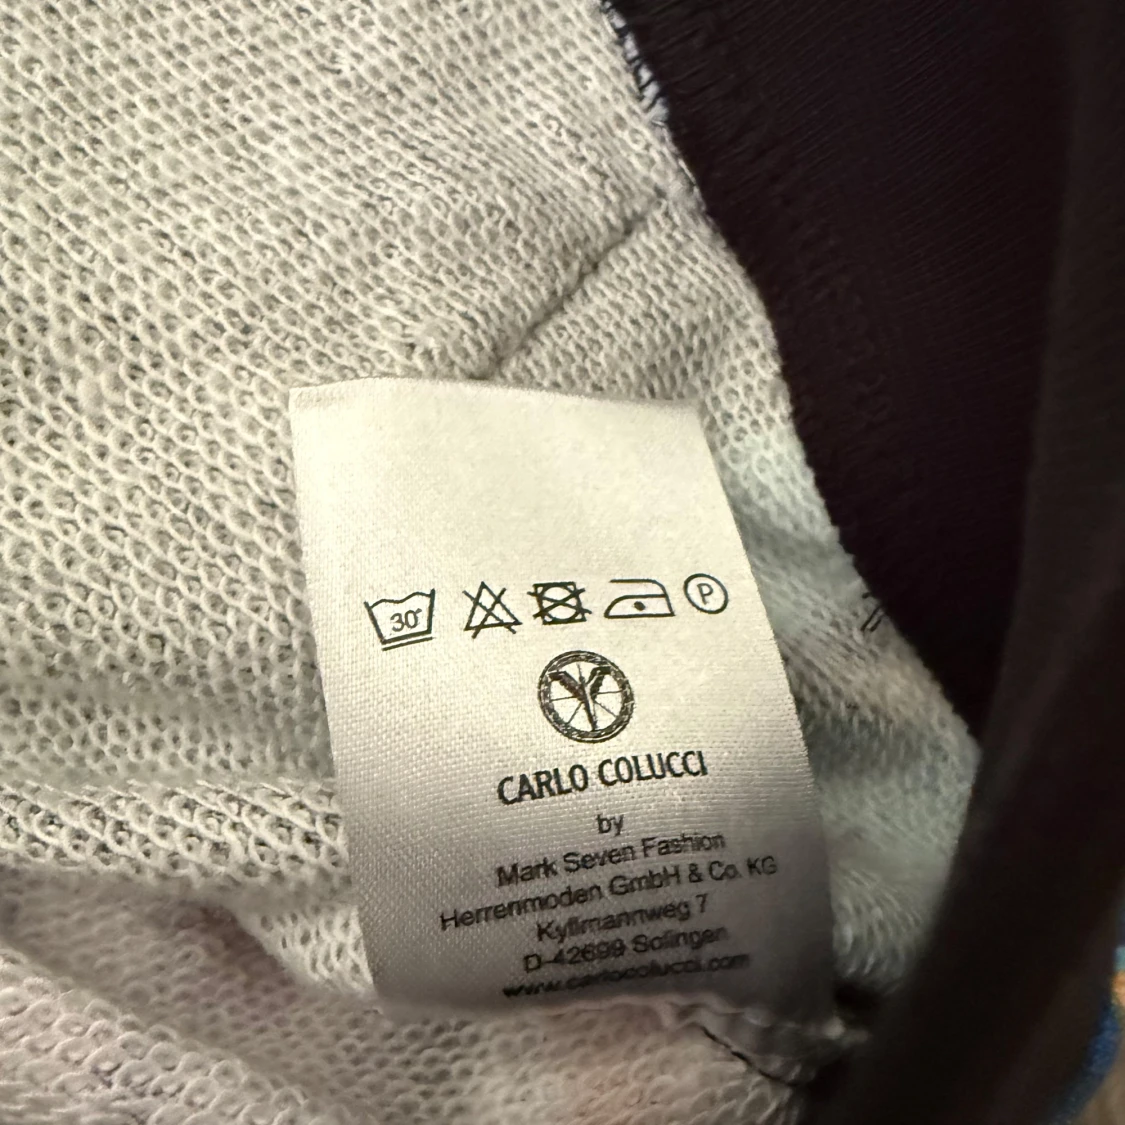 30°
P
CARLO COLUCCI
by
Mark Seven Fashion
Herrenmoden GmbH & Co. KG
Kyllmannweg 7
D-42699 Solingen
www.carlocolucci.com